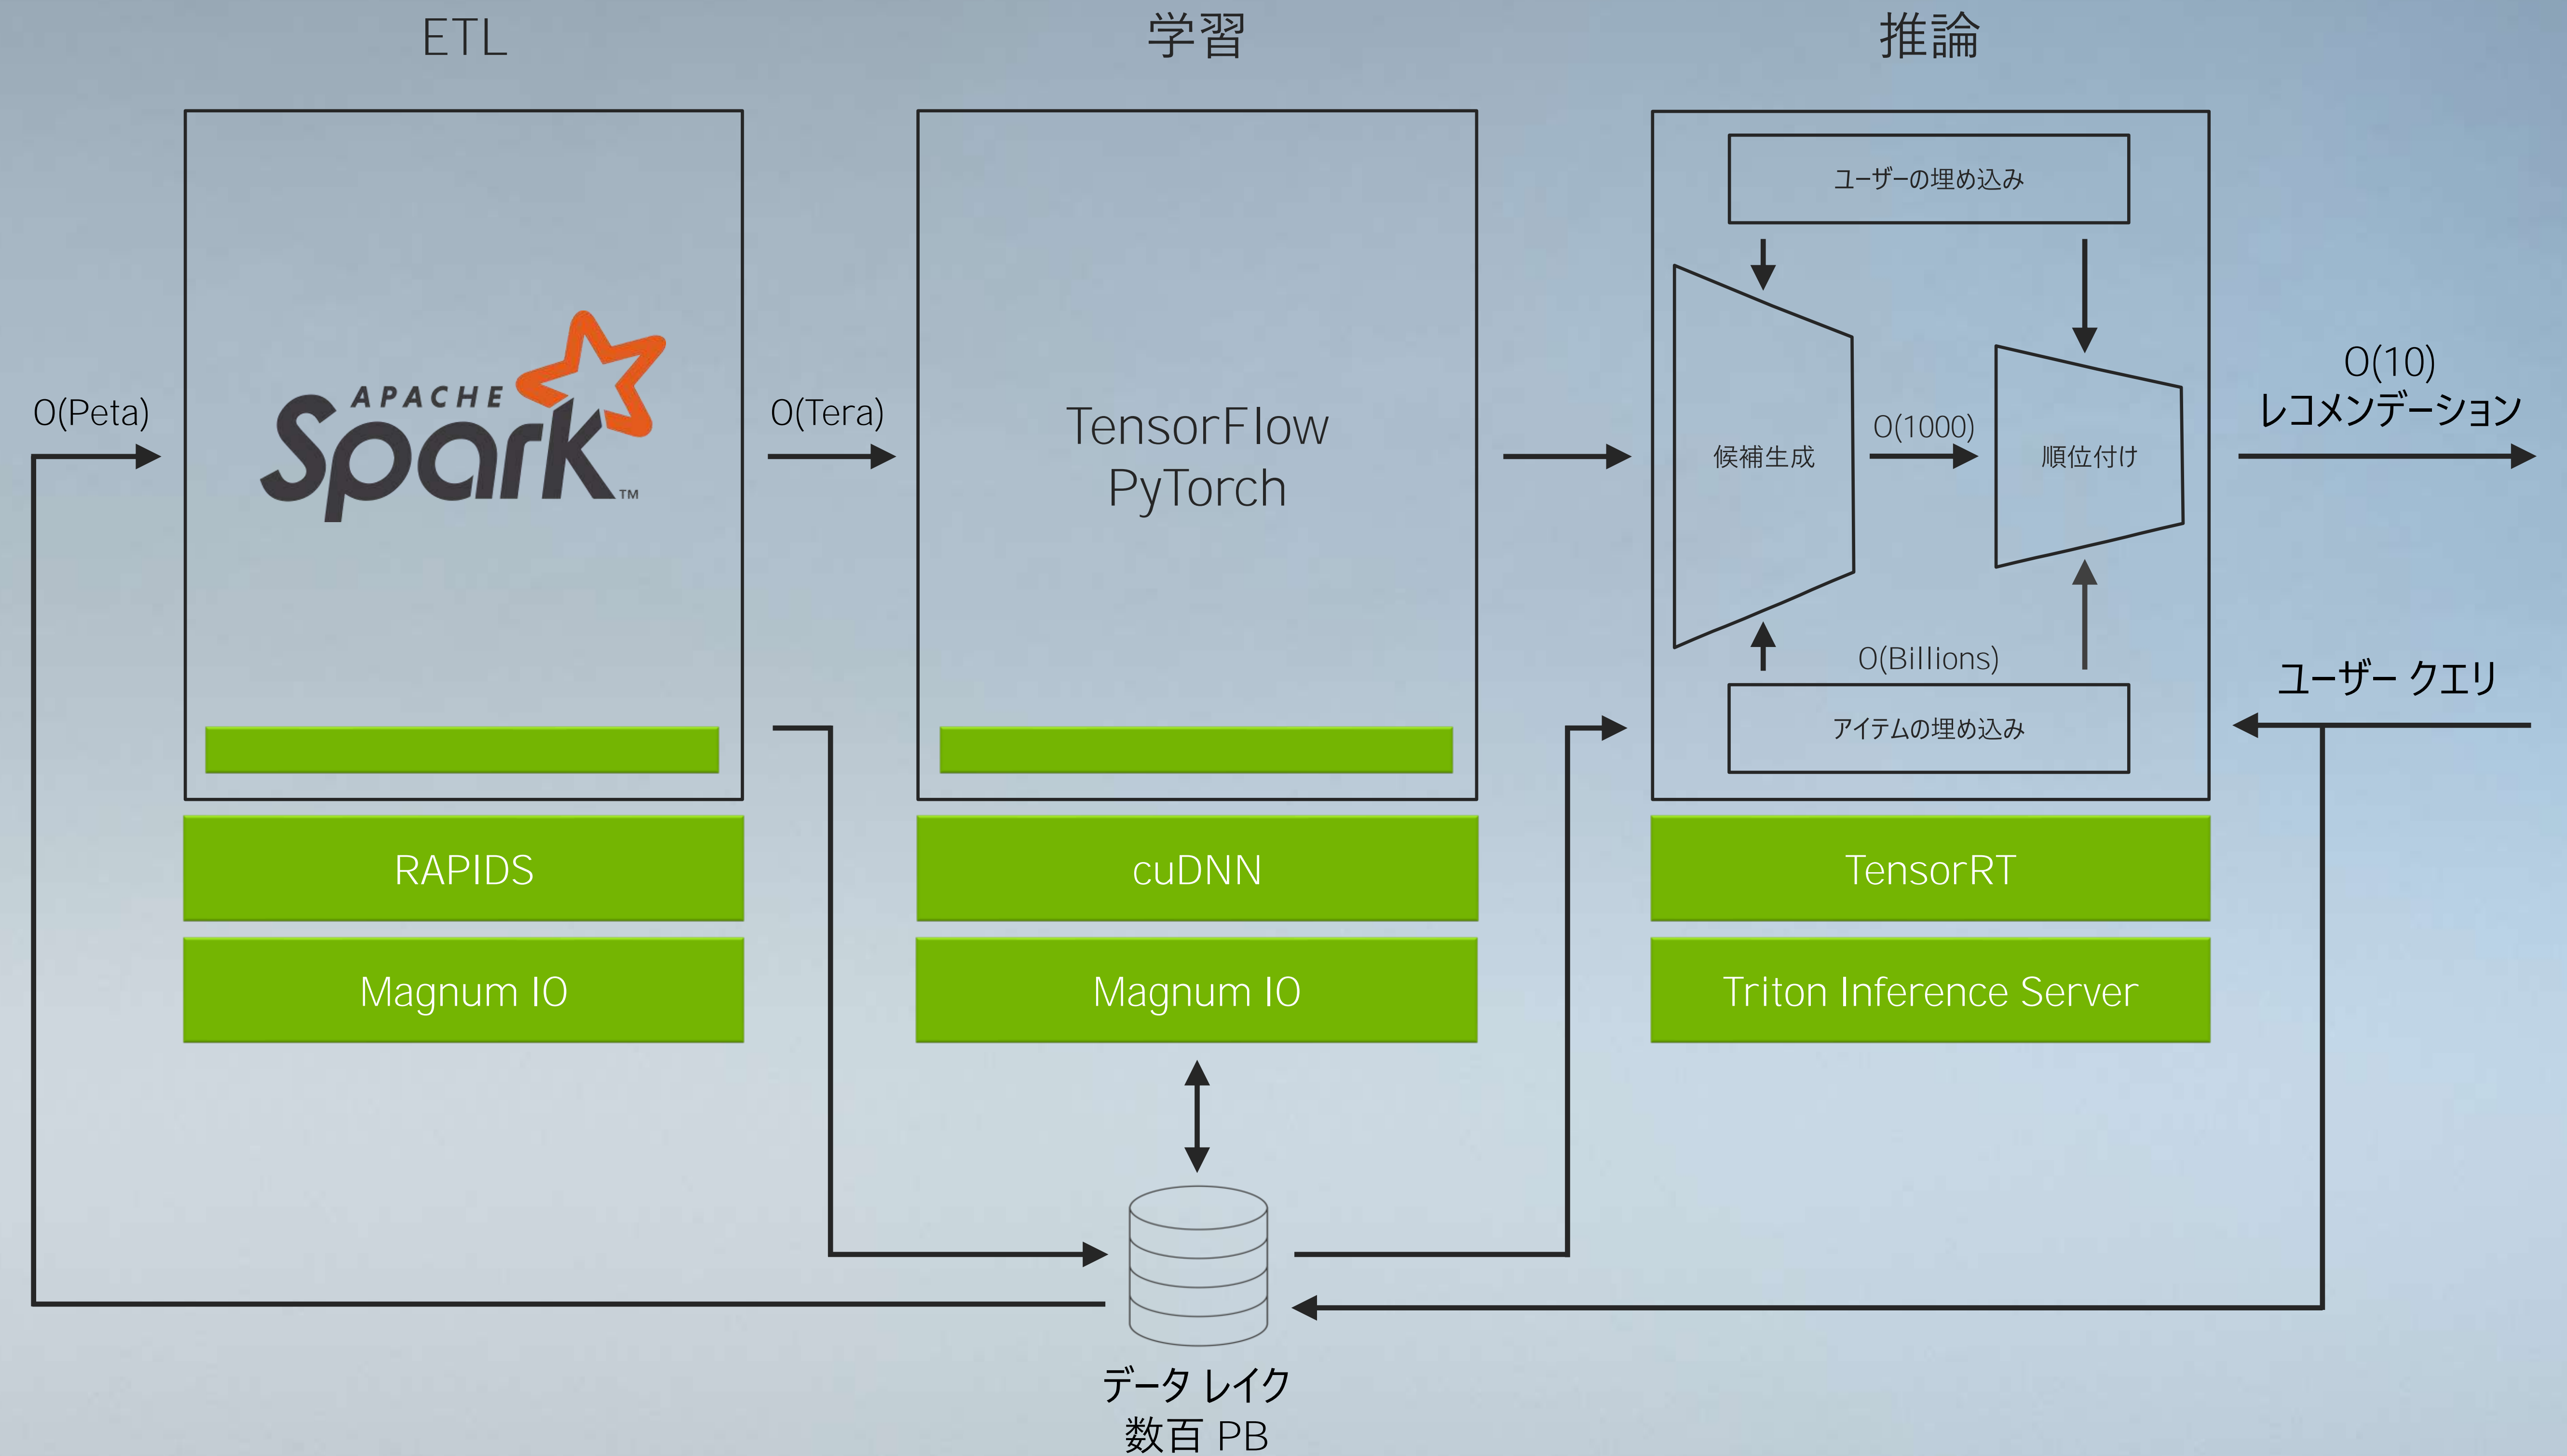 ETL
学習
推論
ユーザーの埋め込み
O(Peta)
APACHE
Spark™
O(Tera)
TensorFlow
PyTorch
候補生成
O(1000)
順位付け
O(10)
レコメンデーション
O(Billions)
アイテムの埋め込み
ユーザー クエリ
RAPIDS
cuDNN
TensorRT
Magnum IO
Magnum IO
Triton Inference Server
データ レイク
数百 PB